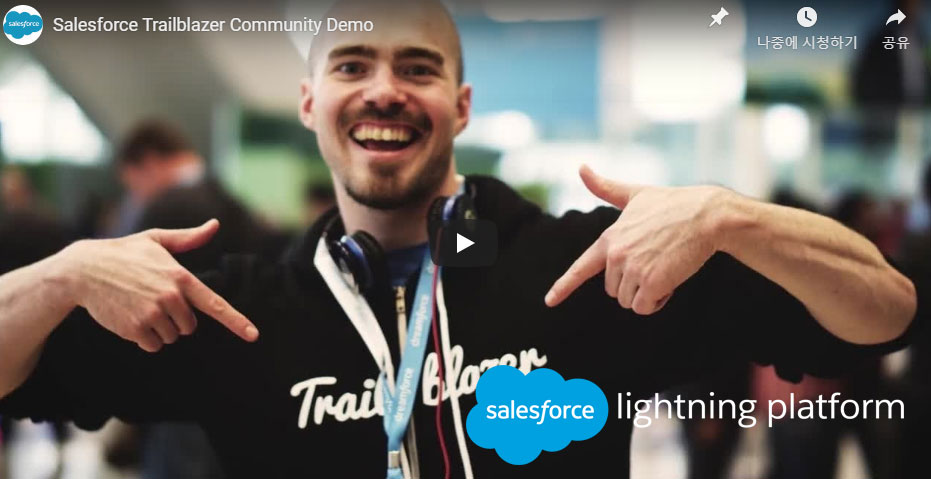 salesforce
Salesforce Trailblazer Community Demo
나중에 시청하기
공유
Trailblazer
dreamforce
dreamforce
salesforce
lightning platform